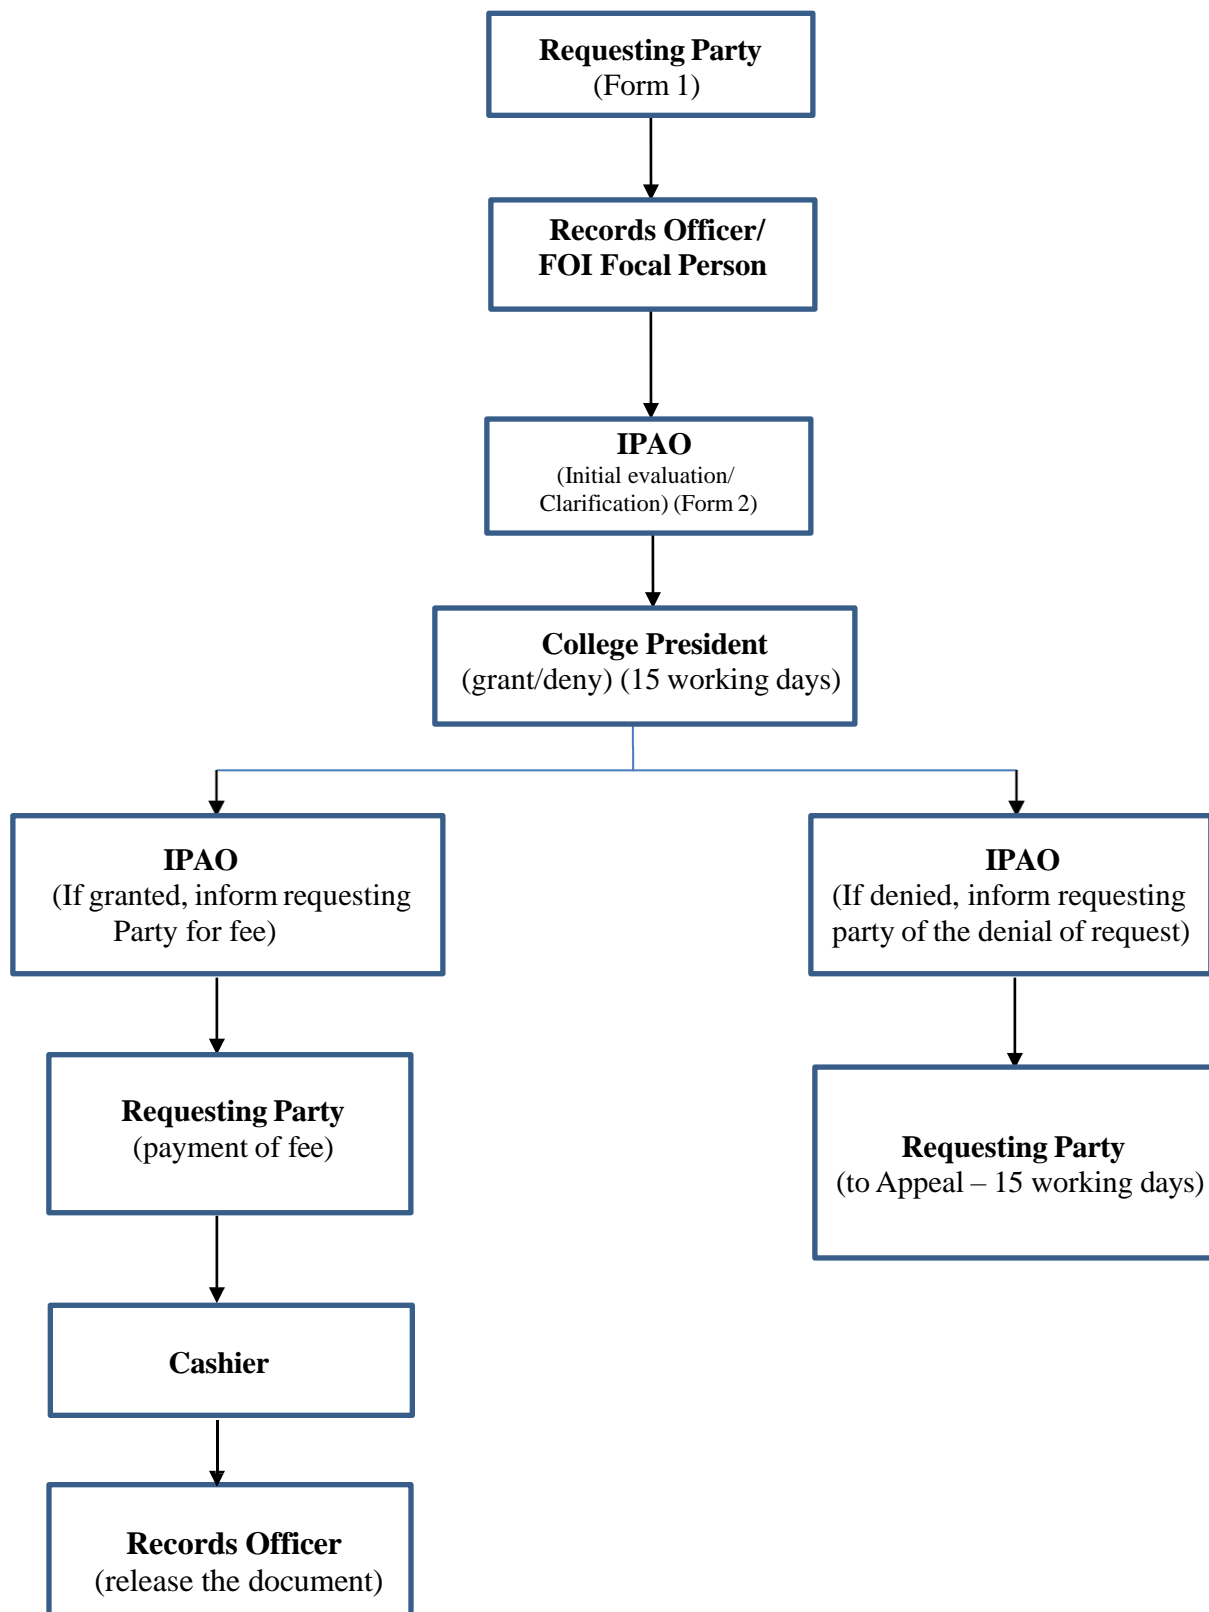 Requesting Party
(Form 1)
Records Officer/
FOI Focal Person
IPAO
(Initial evaluation/
Clarification) (Form 2)
College President
(grant/deny) (15 working days)
IPAO
(If granted, inform requesting
Party for fee)
IPAO
(If denied, inform requesting
party of the denial of request)
Requesting Party
(payment of fee)
Requesting Party
(to Appeal – 15 working days)
Cashier
Records Officer
(release the document)